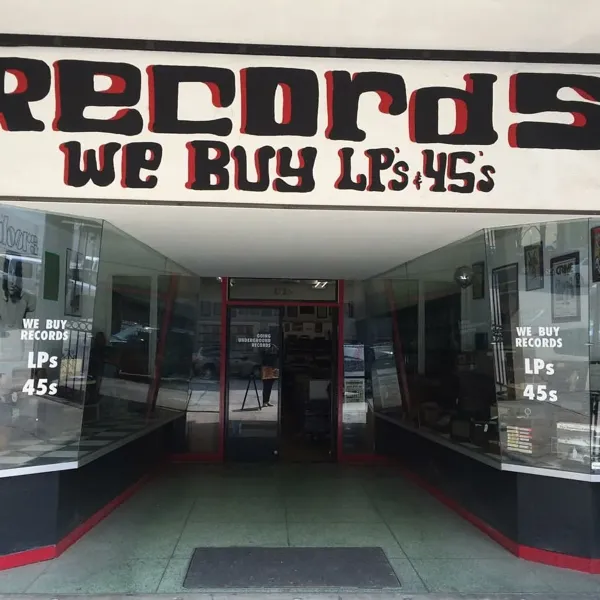 Records
WE BUY LP's & 45's
WE BUY
RECORDS
LPs
45s
GOING
UNDERGROUND
RECORDS
WE BUY
RECORDS
LPs
45s